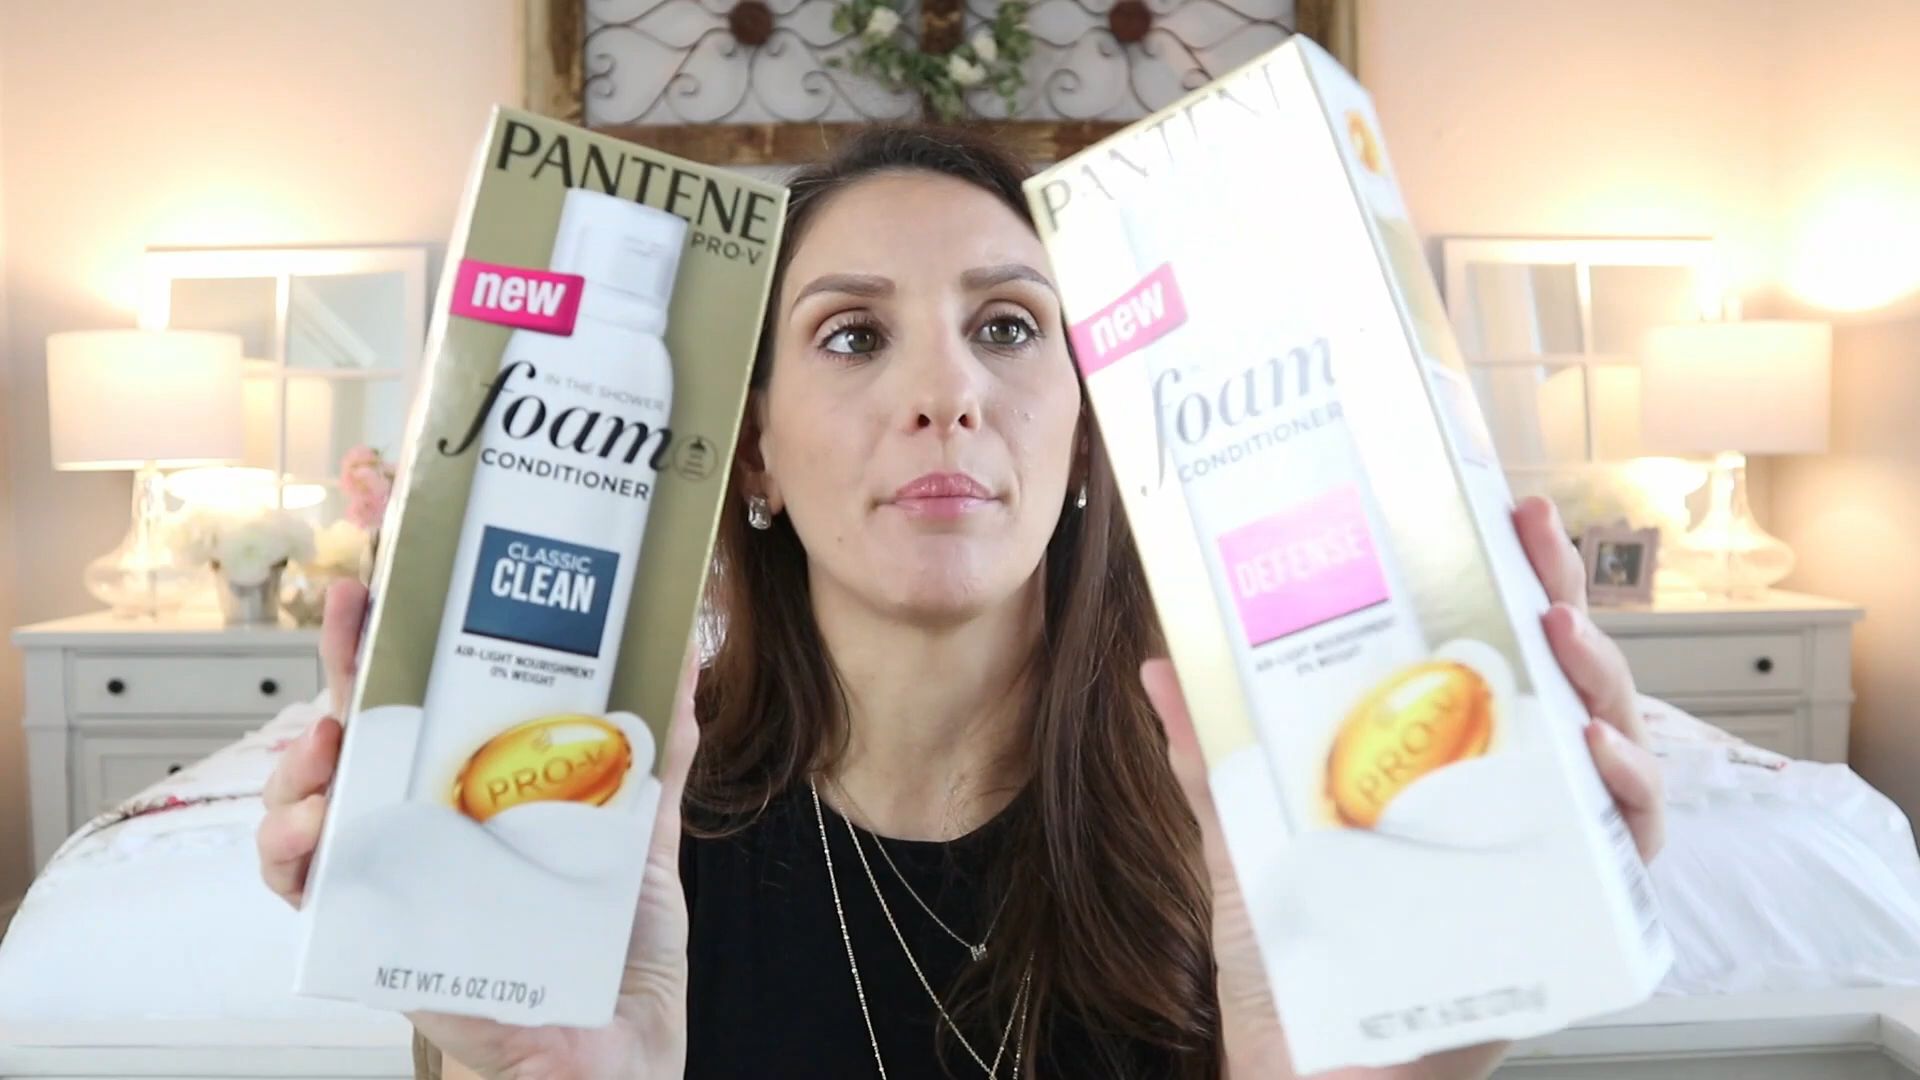 PANTENE
PRO-V
new
IN THE SHOWER
foam
CONDITIONER
CLASSIC
CLEAN
AIR-LIGHT NOURISHMENT
0% WEIGHT
PRO-V
NET WT. 6 OZ (170 g)
PANTENE
new
foam
CONDITIONER
DEFENSE
AIR-LIGHT NOURISHMENT
0% WEIGHT
PRO-V